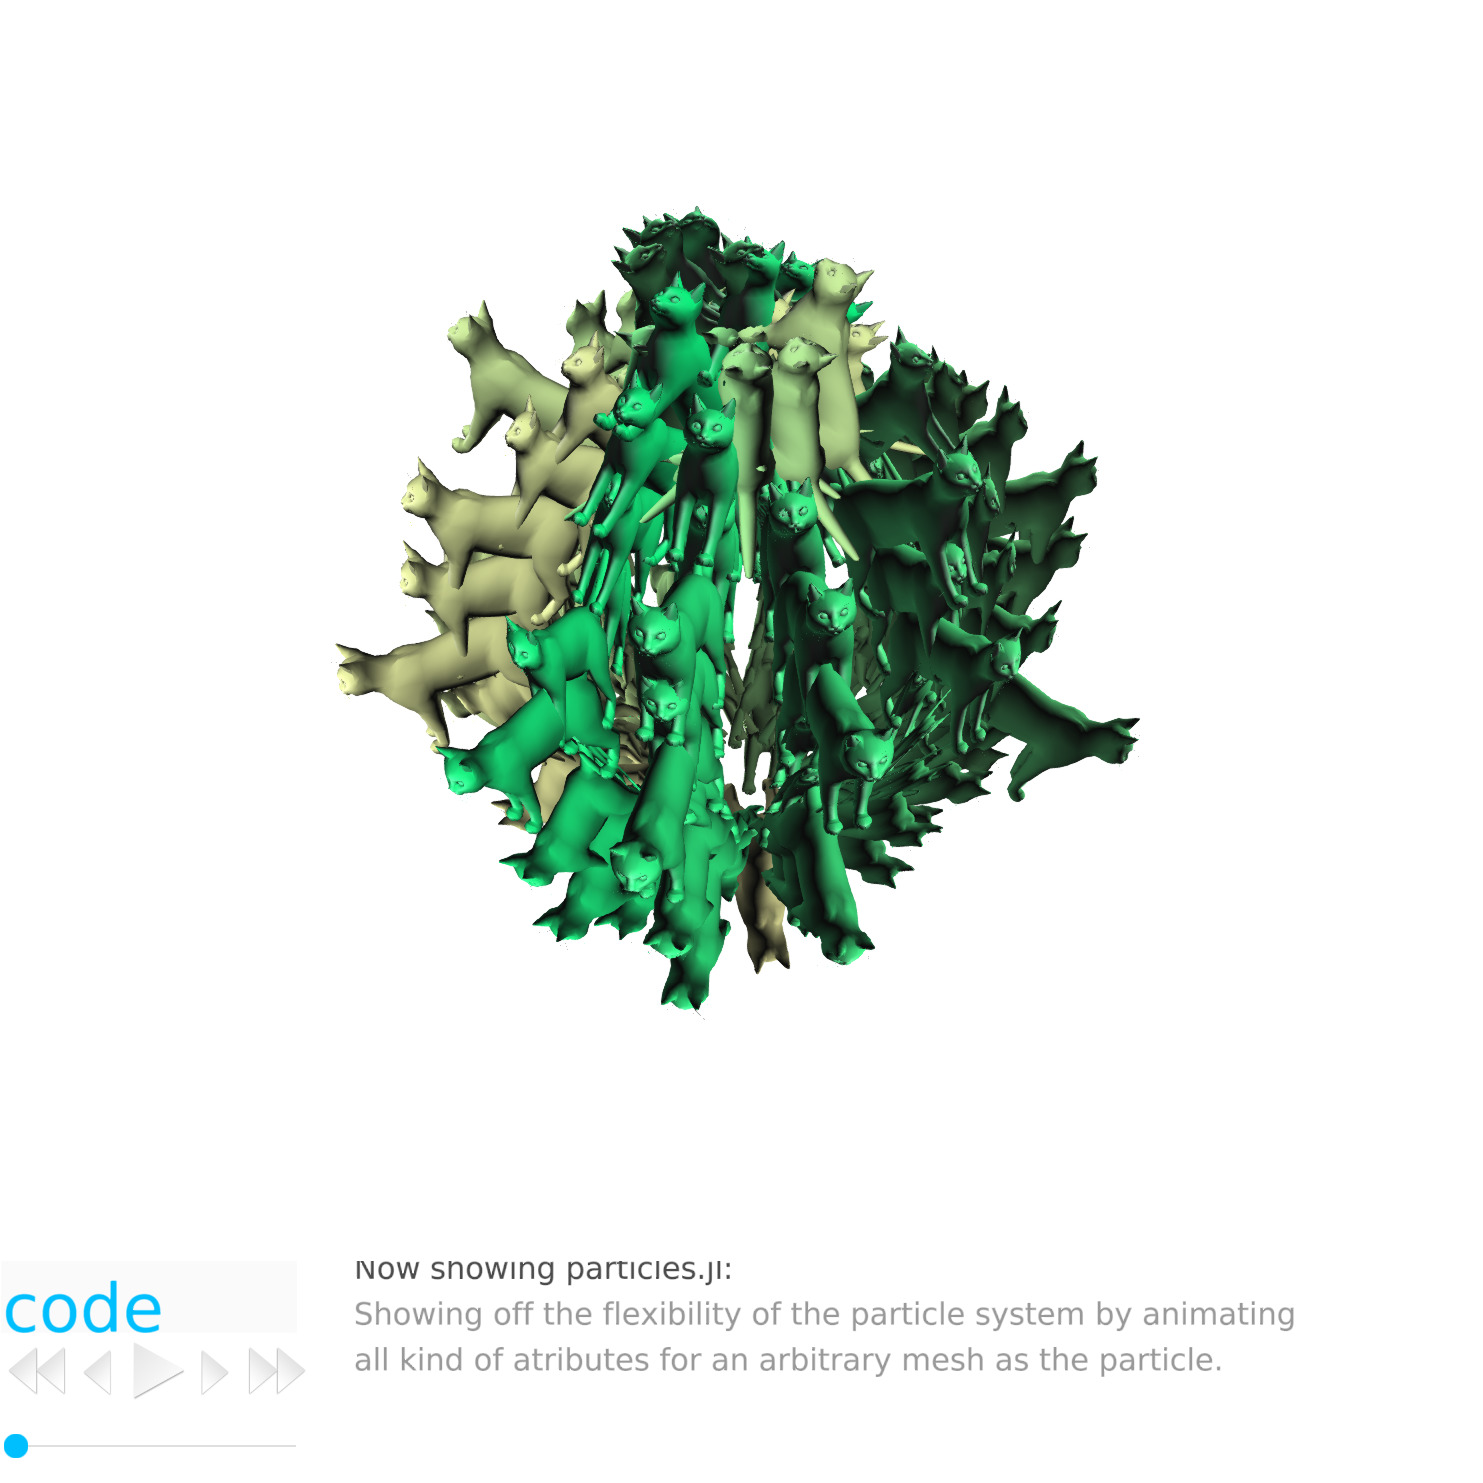 Now showing particles.jl:
code
Showing off the flexibility of the particle system by animating
all kind of atributes for an arbitrary mesh as the particle.